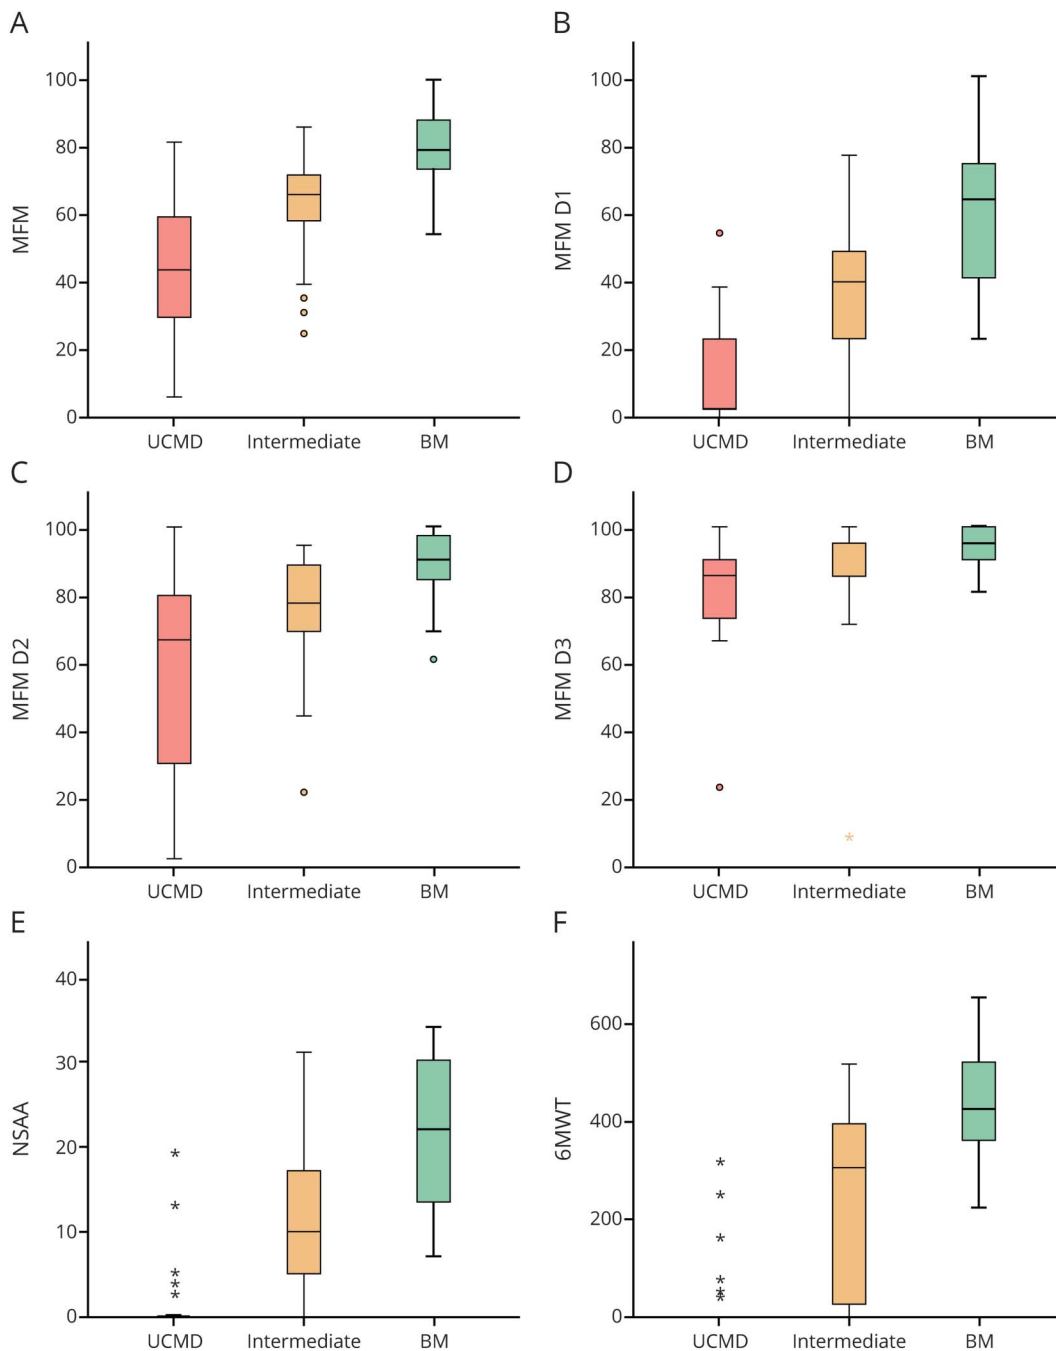 A
MFM
100
80
60
40
20
0
UCMD Intermediate BM
B
MFM D1
100
80
60
40
20
0
UCMD Intermediate BM
C
MFM D2
100
80
60
40
20
0
UCMD Intermediate BM
D
MFM D3
100
80
60
40
20
0
UCMD Intermediate BM
E
NSAA
40
30
20
10
0
UCMD Intermediate BM
F
6MWT
600
400
200
0
UCMD Intermediate BM